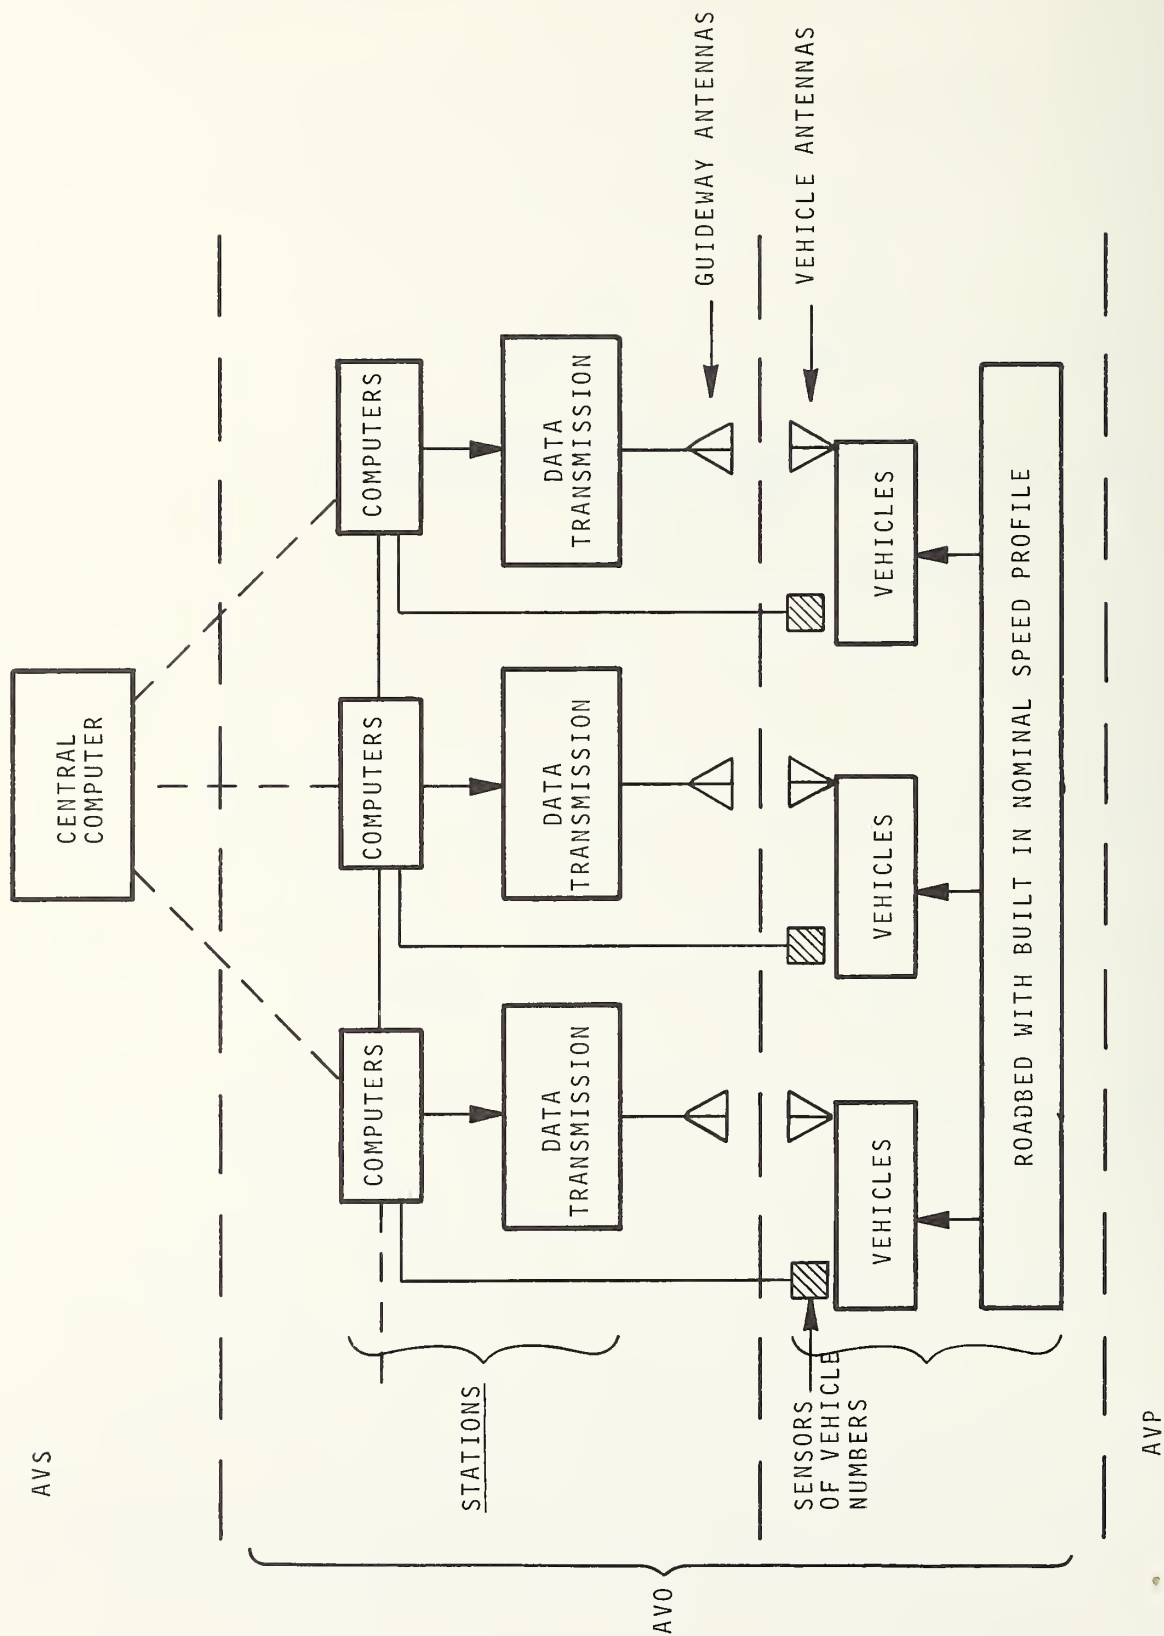 AVS
CENTRAL
COMPUTER
COMPUTERS
COMPUTERS
COMPUTERS
STATIONS
DATA
TRANSMISSION
DATA
TRANSMISSION
DATA
TRANSMISSION
GUIDEWAY ANTENNAS
AVO
SENSORS
OF VEHICLE
NUMBERS
VEHICLE ANTENNAS
VEHICLES
VEHICLES
VEHICLES
ROADBED WITH BUILT IN NOMINAL SPEED PROFILE
AVP